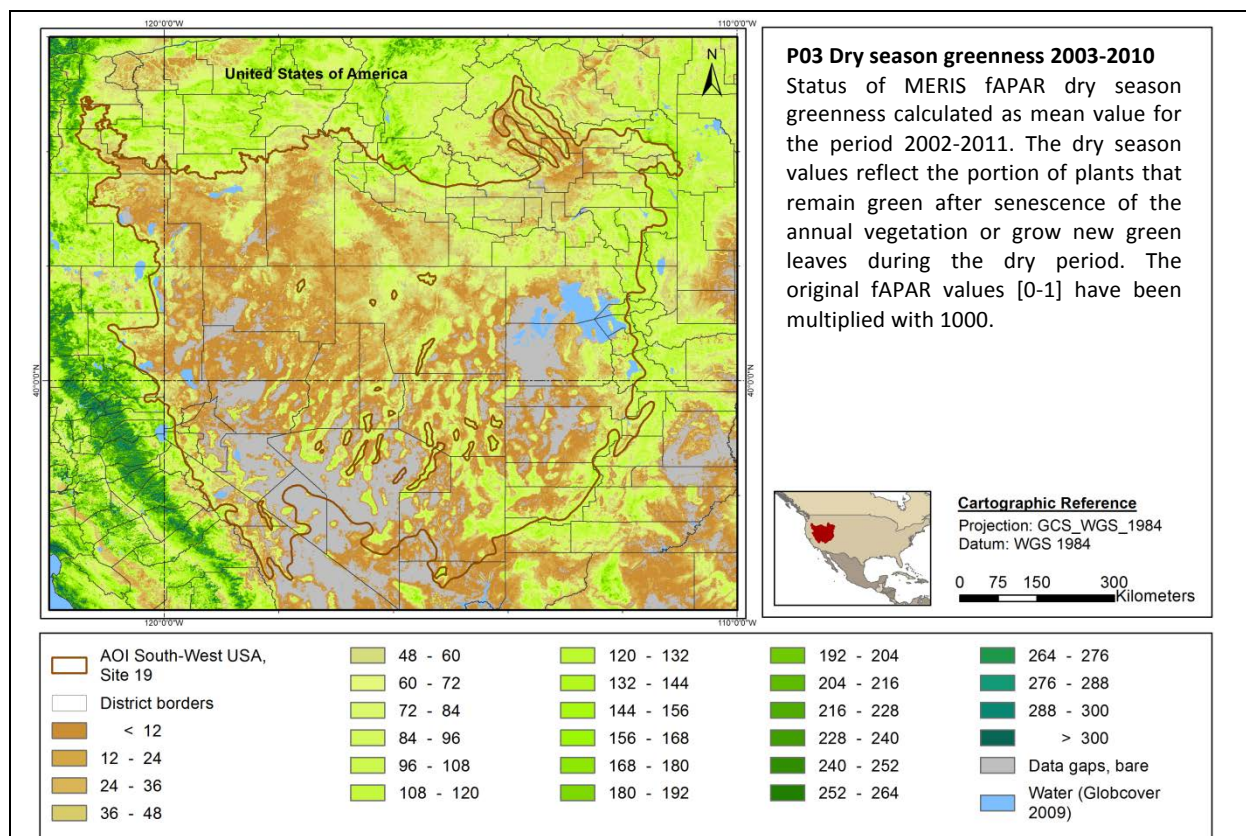 120°0'0"W
110°0'0"W
United States of America
N
40°0'0"N
40°0'0"N
120°0'0"W
110°0'0"W
P03 Dry season greenness 2003-2010
Status of MERIS fAPAR dry season
greenness calculated as mean value for
the period 2002-2011. The dry season
values reflect the portion of plants that
remain green after senescence of the
annual vegetation or grow new green
leaves during the dry period. The
original fAPAR values [0-1] have been
multiplied with 1000.
Cartographic Reference
Projection: GCS_WGS_1984
Datum: WGS 1984
0 75 150 300
Kilometers
AOI South-West USA,
Site 19
District borders
< 12
12 - 24
24 - 36
36 - 48
48 - 60
60 - 72
72 - 84
84 - 96
96 - 108
108 - 120
120 - 132
132 - 144
144 - 156
156 - 168
168 - 180
180 - 192
192 - 204
204 - 216
216 - 228
228 - 240
240 - 252
252 - 264
264 - 276
276 - 288
288 - 300
> 300
Data gaps, bare
Water (Globcover
2009)